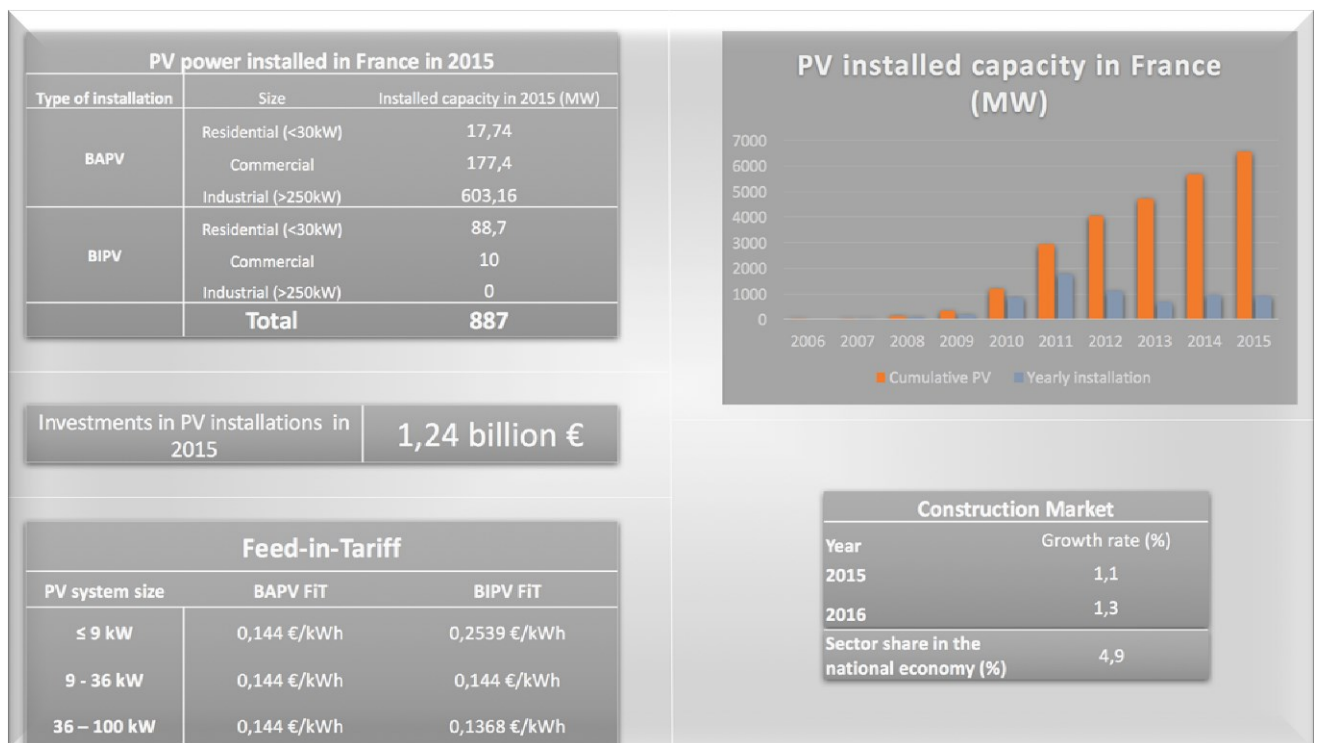 PV power installed in France in 2015
Type of installation Size Installed capacity in 2015 (MW)
BAPV
Residential (<30kW) 17,74
Commercial 177,4
Industrial (>250kW) 603,16
BIPV
Residential (<30kW) 88,7
Commercial 10
Industrial (>250kW) 0
Total 887
Investments in PV installations in
2015
1,24 billion €
Feed-in-Tariff
PV system size BAPV FiT BIPV FiT
≤ 9 kW 0,144 €/kWh 0,2539 €/kWh
9 - 36 kW 0,144 €/kWh 0,144 €/kWh
36 – 100 kW 0,144 €/kWh 0,1368 €/kWh
PV installed capacity in France
(MW)
7000
6000
5000
4000
3000
2000
1000
0
2006 2007 2008 2009 2010 2011 2012 2013 2014 2015
Cumulative PV Yearly installation
Construction Market
Year Growth rate (%)
2015 1,1
2016 1,3
Sector share in the
national economy (%)
4,9